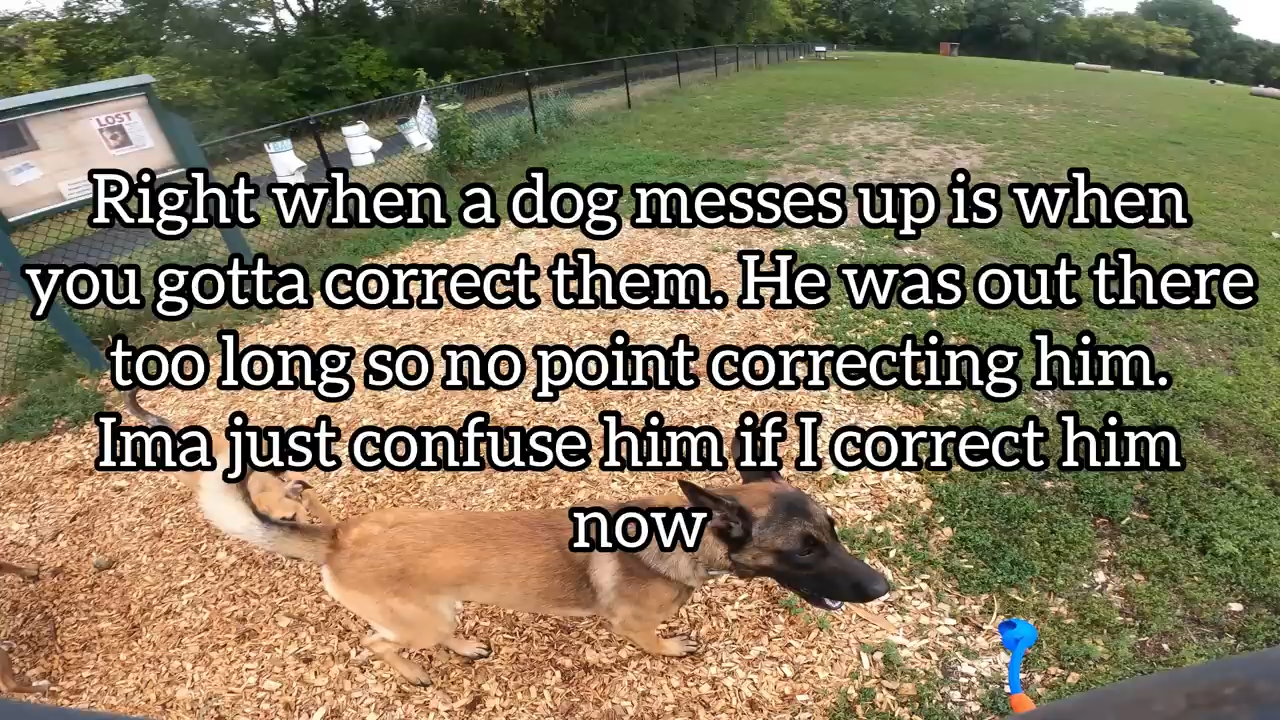 LOST
Right when a dog messes up is when
you gotta correct them. He was out there
too long so no point correcting him.
Ima just confuse him if I correct him
now